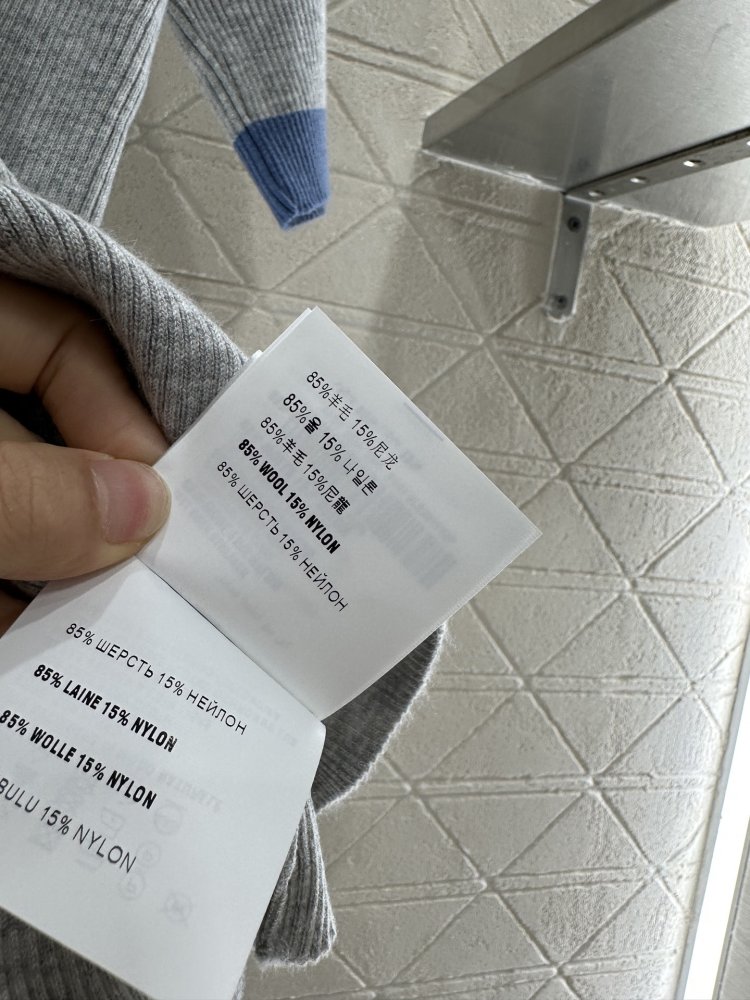 85%羊毛 15%尼龙
85%울 15% 나일론
85%羊毛 15%尼龍
85% WOOL 15% NYLON
85% ШЕРСТЬ 15% НЕЙЛОН
85% ШЕРСТЬ 15% НЕЙЛОН
85% LAINE 15% NYLON
85% WOLLE 15% NYLON
BULU 15% NYLON